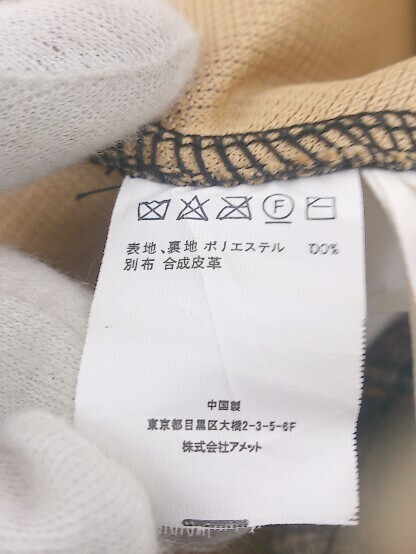 F
表地、裏地 ポリエステル 100%
別布 合成皮革
中国製
東京都目黒区大橋2-3-5-6F
株式会社アメット